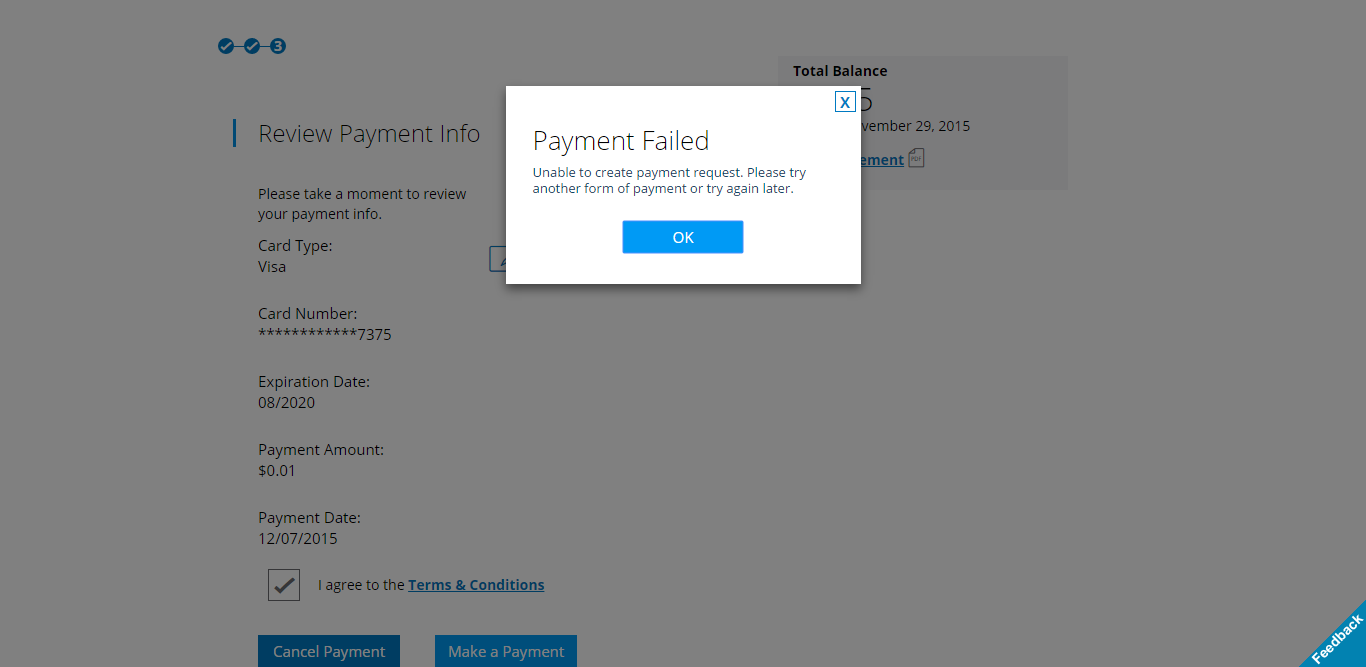 3
Total Balance
5
vember 29, 2015
ement
PDF
X
Payment Failed
Unable to create payment request. Please try
another form of payment or try again later.
OK
Review Payment Info
Please take a moment to review
your payment info.
Card Type:
Visa
Card Number:
************7375
Expiration Date:
08/2020
Payment Amount:
$0.01
Payment Date:
12/07/2015
I agree to the Terms & Conditions
Cancel Payment
Make a Payment
Feedback